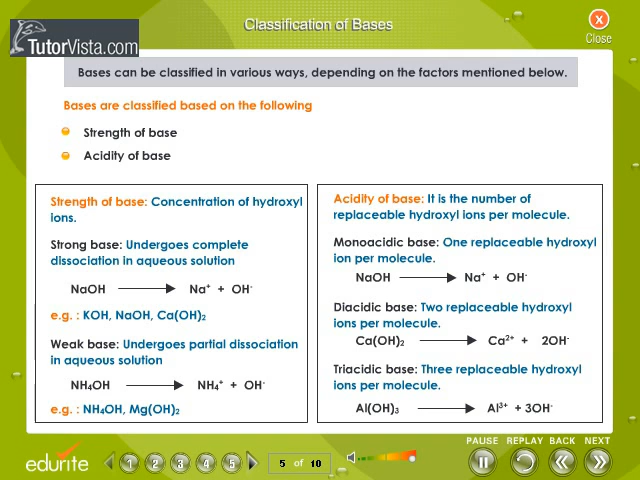 Classification of Bases
Close
TutorVista.com
Bases can be classified in various ways, depending on the factors mentioned below.
Bases are classified based on the following
Strength of base
Acidity of base
Strength of base: Concentration of hydroxyl
ions.
Strong base: Undergoes complete
dissociation in aqueous solution
NaOH ⟶ Na⁺ + OH⁻
e.g. : KOH, NaOH, Ca(OH)₂
Weak base: Undergoes partial dissociation
in aqueous solution
NH₄OH ⟶ NH₄⁺ + OH⁻
e.g. : NH₄OH, Mg(OH)₂
Acidity of base: It is the number of
replaceable hydroxyl ions per molecule.
Monoacidic base: One replaceable hydroxyl
ion per molecule.
NaOH ⟶ Na⁺ + OH⁻
Diacidic base: Two replaceable hydroxyl
ions per molecule.
Ca(OH)₂ ⟶ Ca²⁺ + 2OH⁻
Triacidic base: Three replaceable hydroxyl
ions per molecule.
Al(OH)₃ ⟶ Al³⁺ + 3OH⁻
PAUSE REPLAY BACK NEXT
edurite 1 2 3 4 5 5 of 10